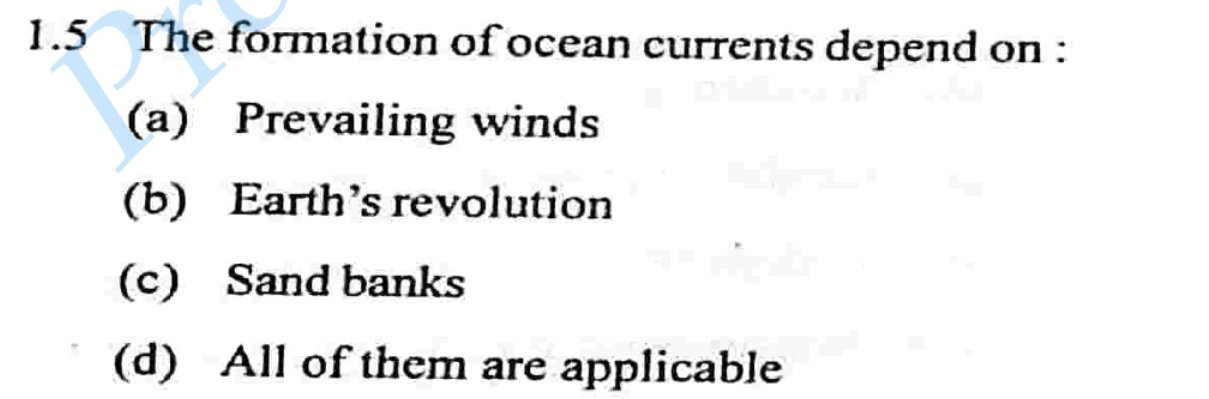 1.5 The formation of ocean currents depend on :
(a) Prevailing winds
(b) Earth's revolution
(c) Sand banks
(d) All of them are applicable